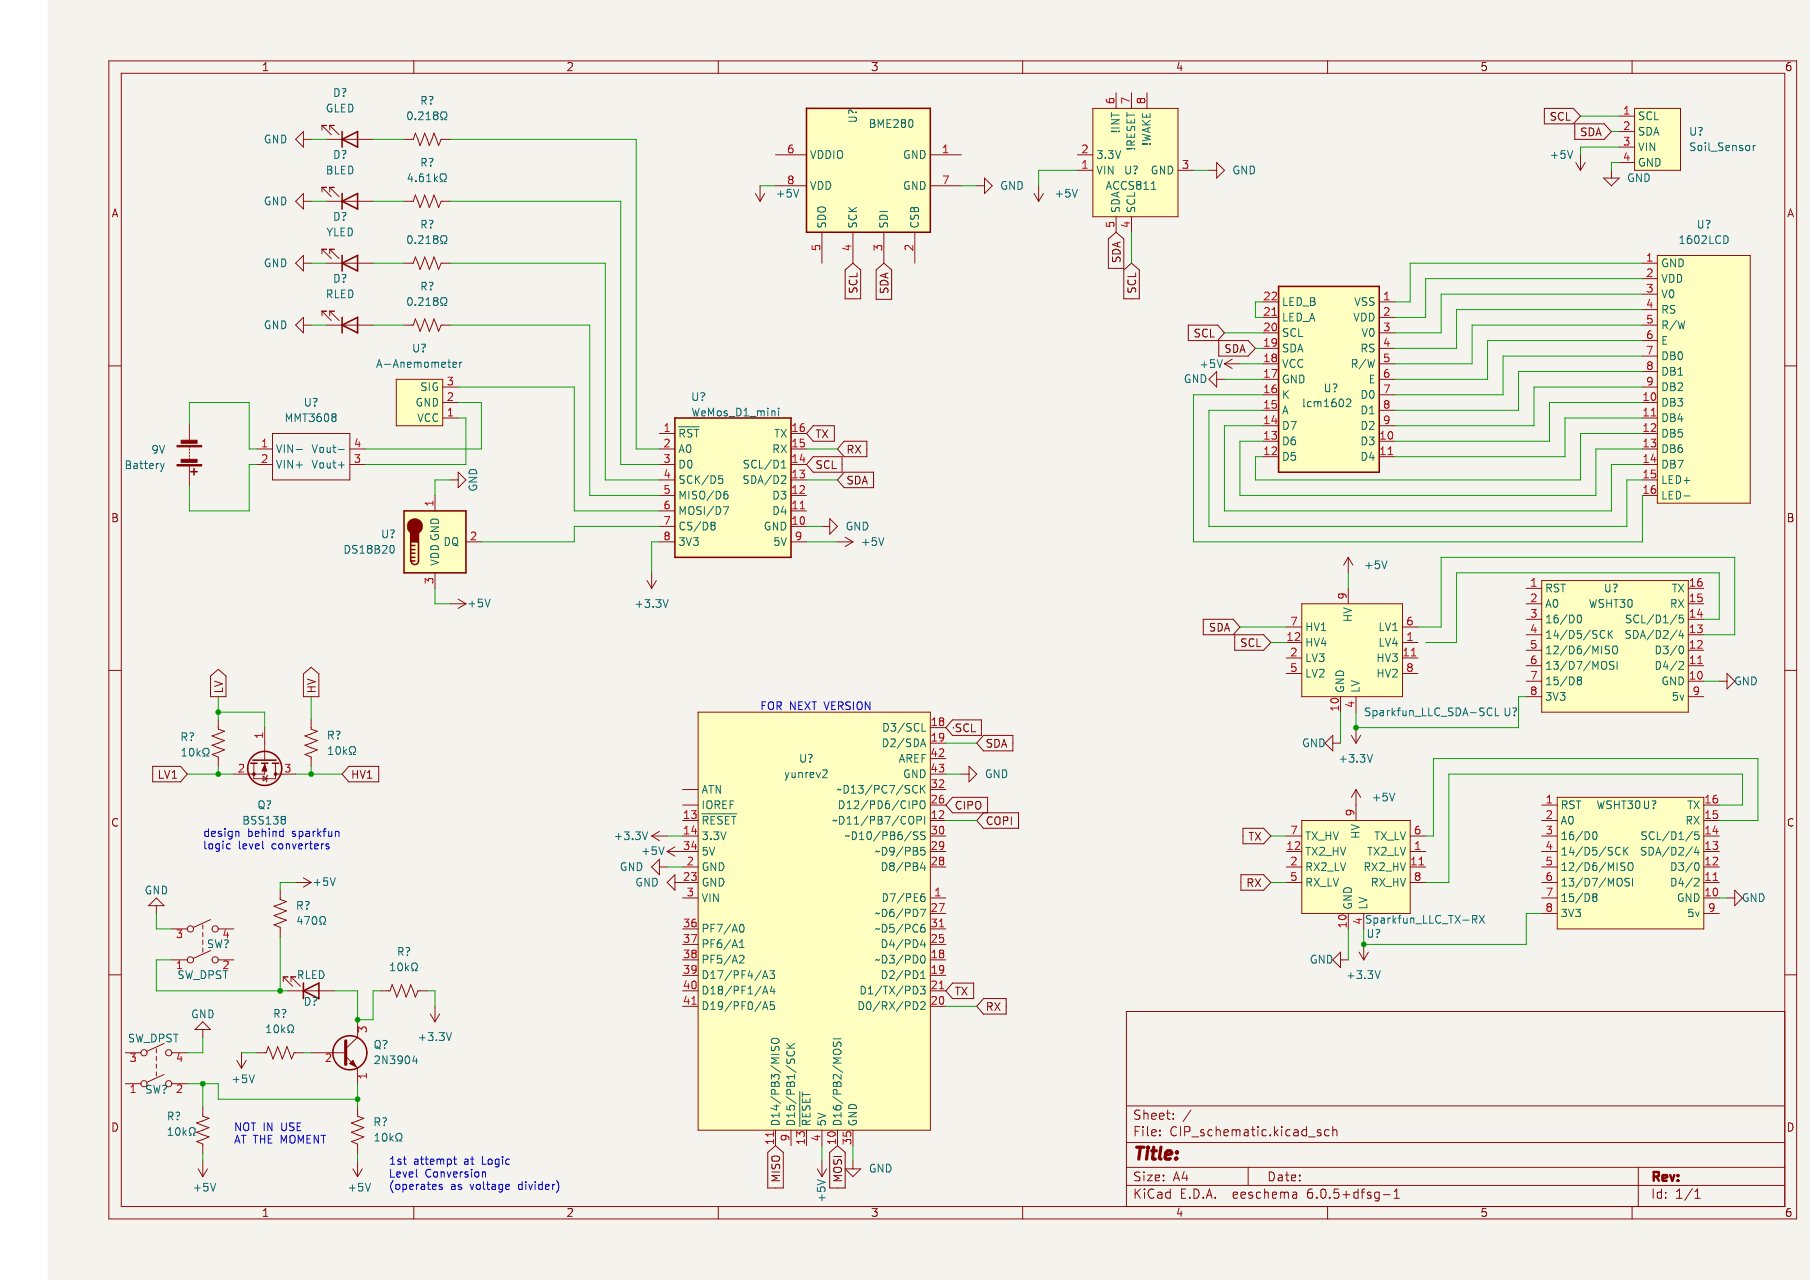 1 2 3 4 5 6
A
B
C
D
A
B
C
D
1 2 3 4 5 6
D?
GLED
R?
0.218Ω
GND
D?
BLED
R?
4.61kΩ
GND
D?
YLED
R?
0.218Ω
GND
D?
RLED
R?
0.218Ω
GND
U?
A-Anemometer
SIG 3
GND 2
VCC 1
U?
MMT3608
1 VIN- Vout- 4
2 VIN+ Vout+ 3
9V
Battery
+
GND
1
U?
DS18B20
VDD GND
DQ 2
3
+5V
U?
WeMos_D1_mini
1 RST TX 16 TX
2 A0 RX 15 RX
3 D0 SCL/D1 14 SCL
4 SCK/D5 SDA/D2 13 SDA
5 MISO/D6 D3 12
6 MOSI/D7 D4 11
7 CS/D8 GND 10 GND
8 3V3 5V 9 +5V
+3.3V
U?
BME280
6 VDDIO GND 1
8 VDD GND 7 GND
+5V
SDO SCK SDI CSB
5 4 3 2
SCL SDA
6 7 8
!INT !RESET !WAKE
2 3.3V
1 VIN U? GND 3 GND
ACCS811
+5V
SDA SCL
5 4
SDA SCL
SCL 1 SCL
SDA 2 SDA
+5V 3 VIN
4 GND
GND
U?
Soil_Sensor
U?
1602LCD
1 GND
2 VDD
3 V0
4 RS
5 R/W
6 E
7 DB0
8 DB1
9 DB2
10 DB3
11 DB4
12 DB5
13 DB6
14 DB7
15 LED+
16 LED-
22 LED_B VSS 1
21 LED_A VDD 2
SCL 20 SCL V0 3
SDA 19 SDA RS 4
+5V 18 VCC R/W 5
GND 17 GND E 6
16 K D0 7
15 A D1 8
14 D7 D2 9
13 D6 D3 10
12 D5 D4 11
U?
lcm1602
+5V
9
HV
SDA 7 HV1 LV1 6
SCL 12 HV4 LV4 1
2 LV3 HV3 11
5 LV2 HV2 8
GND LV
10 4
Sparkfun_LLC_SDA-SCL U?
GND
+3.3V
U?
WSHT30
1 RST TX 16
2 A0 RX 15
3 16/D0 SCL/D1/5 14
4 14/D5/SCK SDA/D2/4 13
5 12/D6/MISO D3/0 12
6 13/D7/MOSI D4/2 11
7 15/D8 GND 10 GND
8 3V3 5v 9
+5V
9
HV
TX 7 TX_HV TX_LV 6
12 TX2_HV TX2_LV 1
2 RX2_LV RX2_HV 11
RX 5 RX_LV RX_HV 8
GND LV
10 4
Sparkfun_LLC_TX-RX
U?
GND
+3.3V
WSHT30 U?
1 RST TX 16
2 A0 RX 15
3 16/D0 SCL/D1/5 14
4 14/D5/SCK SDA/D2/4 13
5 12/D6/MISO D3/0 12
6 13/D7/MOSI D4/2 11
7 15/D8 GND 10 GND
8 3V3 5v 9
LV HV
R?
10kΩ
R?
10kΩ
1
LV1 2 3 HV1
Q?
BSS138
design behind sparkfun
logic level converters
GND
+5V
R?
470Ω
3 4
SW?
1 2
SW_DPST
RLED
D?
R?
10kΩ
+3.3V
GND
SW_DPST
3 4
1 2
SW?
R?
10kΩ
+5V
3
2
1
Q?
2N3904
R?
10kΩ
+5V
R?
10kΩ
+5V
NOT IN USE
AT THE MOMENT
1st attempt at Logic
Level Conversion
(operates as voltage divider)
FOR NEXT VERSION
U?
yunrev2
ATN
IOREF
13 RESET
+3.3V 14 3.3V
+5V 34 5V
GND 2 GND
GND 23 GND
3 VIN
36 PF7/A0
37 PF6/A1
38 PF5/A2
39 D17/PF4/A3
40 D18/PF1/A4
41 D19/PF0/A5
D3/SCL 18 SCL
D2/SDA 19 SDA
AREF 42
GND 43 GND
~D13/PC7/SCK 32
D12/PD6/CIPO 26 CIPO
~D11/PB7/COPI 12 COPI
~D10/PB6/SS 30
~D9/PB5 29
D8/PB4 28
D7/PE6 1
~D6/PD7 27
~D5/PC6 31
D4/PD4 25
~D3/PD0 18
D2/PD1 19
D1/TX/PD3 21 TX
D0/RX/PD2 20 RX
D14/PB3/MISO D15/PB1/SCK RESET 5V D16/PB2/MOSI GND
11 9 13 4 10 35
MISO +5V MOSI GND
Sheet: /
File: CIP_schematic.kicad_sch
Title:
Size: A4 Date: Rev:
KiCad E.D.A. eeschema 6.0.5+dfsg-1 Id: 1/1